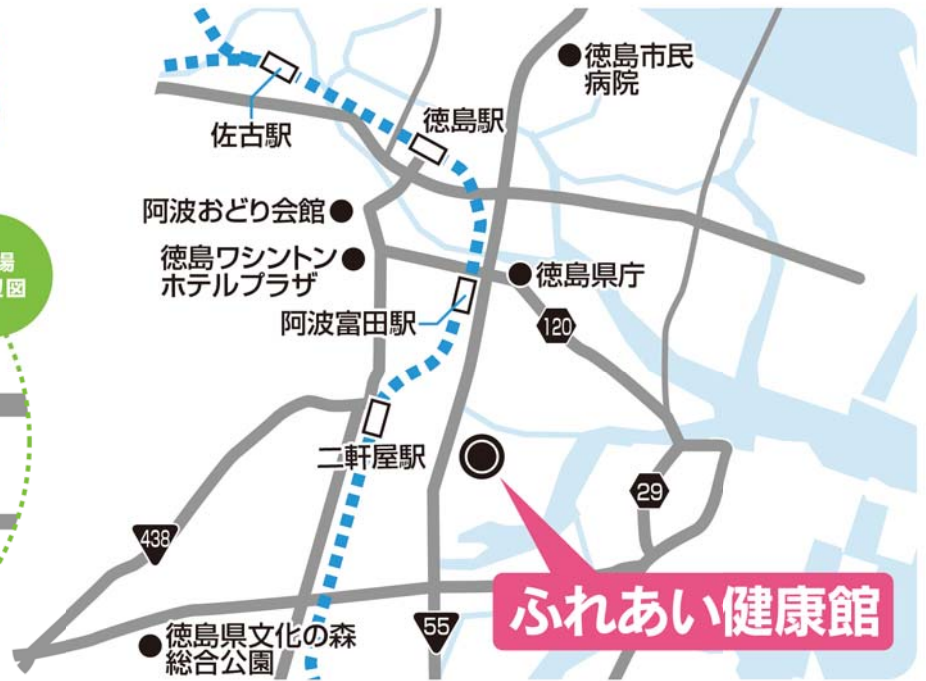 徳島市民
病院
徳島駅
佐古駅
阿波おどり会館
徳島ワシントン
ホテルプラザ
徳島県庁
阿波富田駅
120
二軒屋駅
29
438
ふれあい健康館
55
徳島県文化の森
総合公園